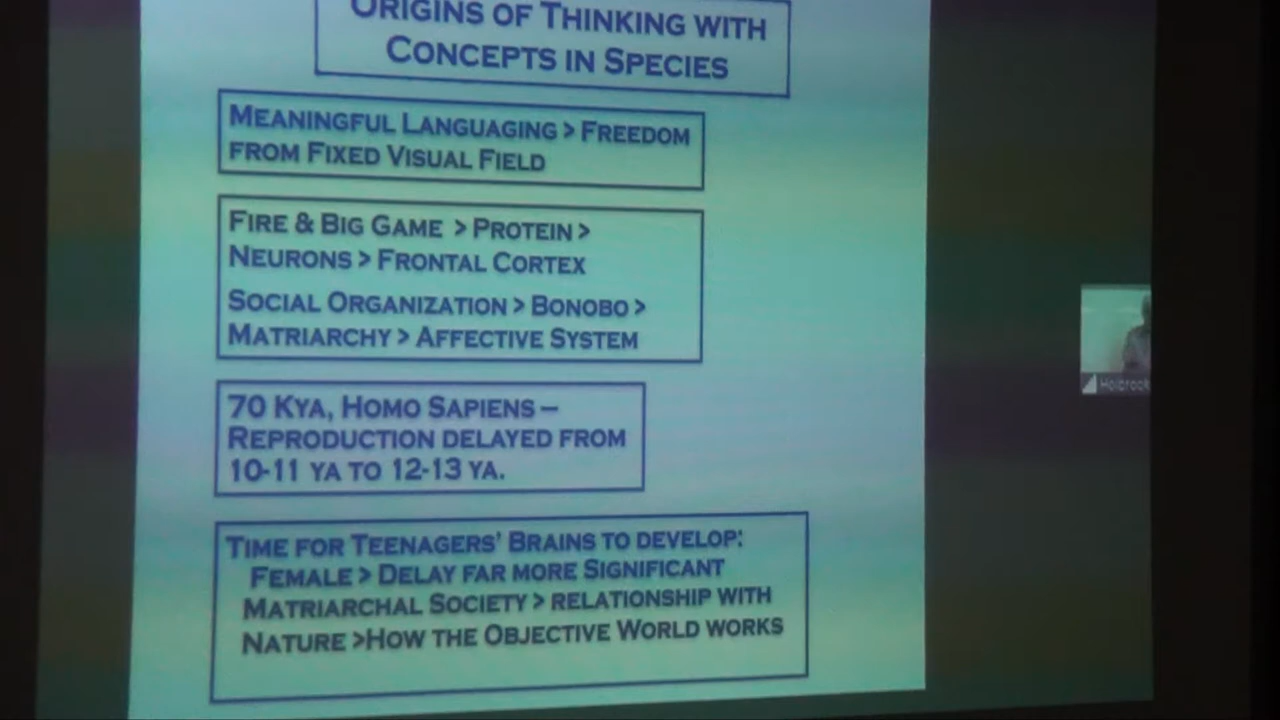 ORIGINS OF THINKING WITH
CONCEPTS IN SPECIES
MEANINGFUL LANGUAGING > FREEDOM
FROM FIXED VISUAL FIELD
FIRE & BIG GAME > PROTEIN >
NEURONS > FRONTAL CORTEX
SOCIAL ORGANIZATION > BONOBO >
MATRIARCHY > AFFECTIVE SYSTEM
70 KYA, HOMO SAPIENS –
REPRODUCTION DELAYED FROM
10-11 YA TO 12-13 YA.
TIME FOR TEENAGERS' BRAINS TO DEVELOP:
FEMALE > DELAY FAR MORE SIGNIFICANT
MATRIARCHAL SOCIETY > RELATIONSHIP WITH
NATURE >HOW THE OBJECTIVE WORLD WORKS
Holbrook